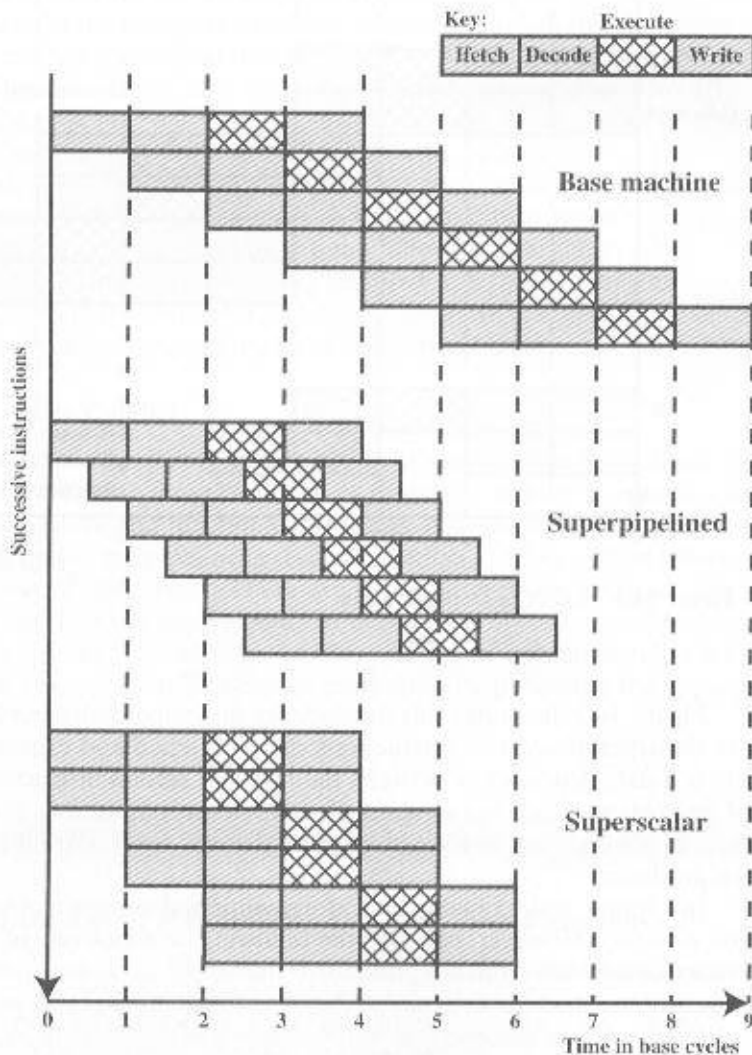 Key: Execute
Ifetch Decode Write
Base machine
Successive instructions
Superpipelined
Superscalar
0 1 2 3 4 5 6 7 8 9
Time in base cycles